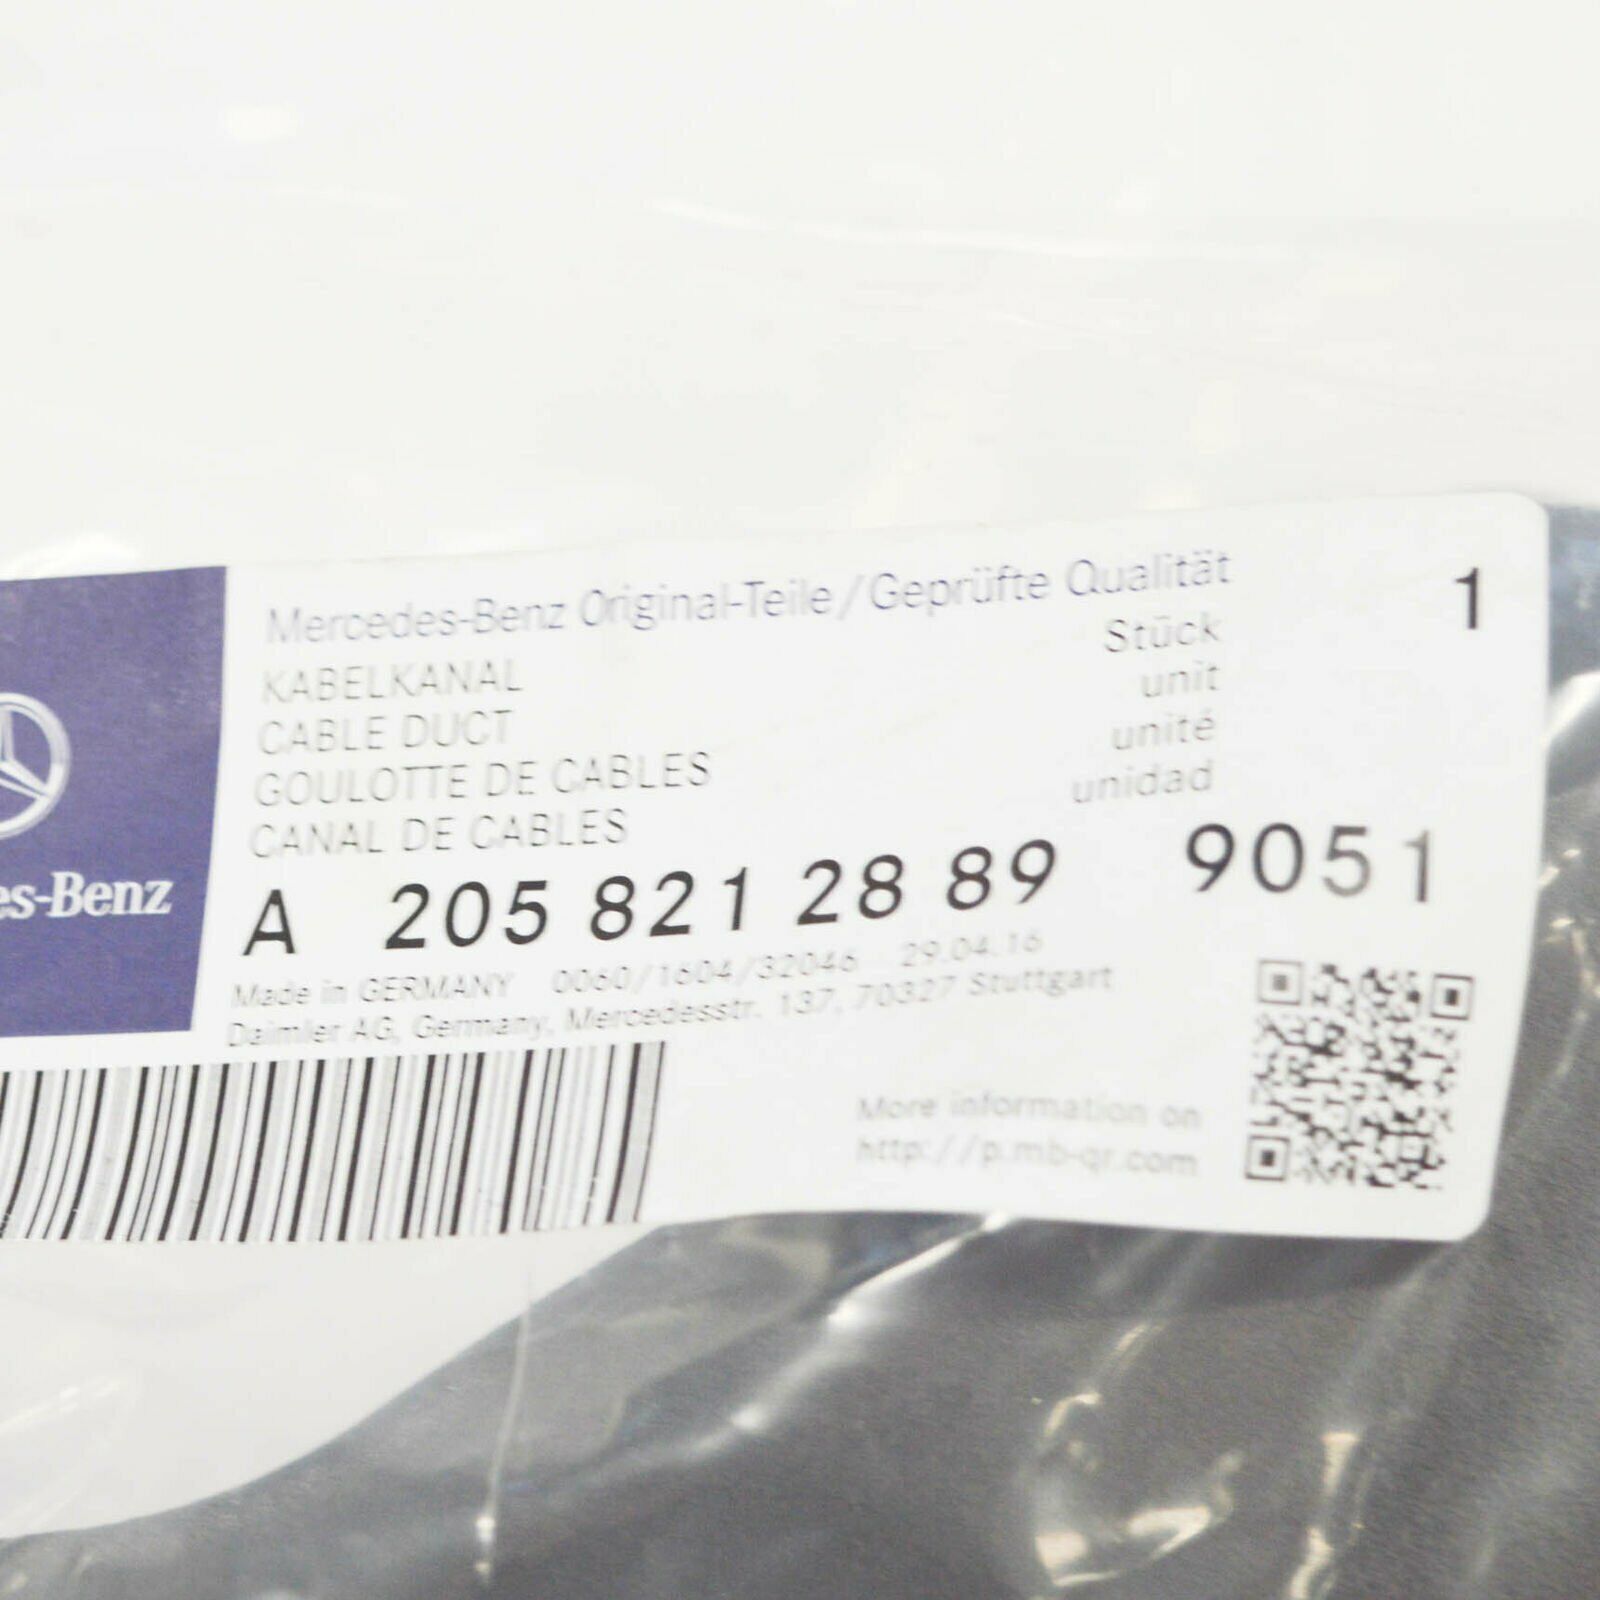 Mercedes-Benz Original-Teile/Geprüfte Qualität
KABELKANAL Stück 1
CABLE DUCT unit
GOULOTTE DE CABLES unité
CANAL DE CABLES unidad
es-Benz
A 205 821 28 89 9051
Made in GERMANY 0060/1604/32046 29.04.16
Daimler AG, Germany, Mercedesstr. 137, 70327 Stuttgart
More information on
http://p.mb-qr.com